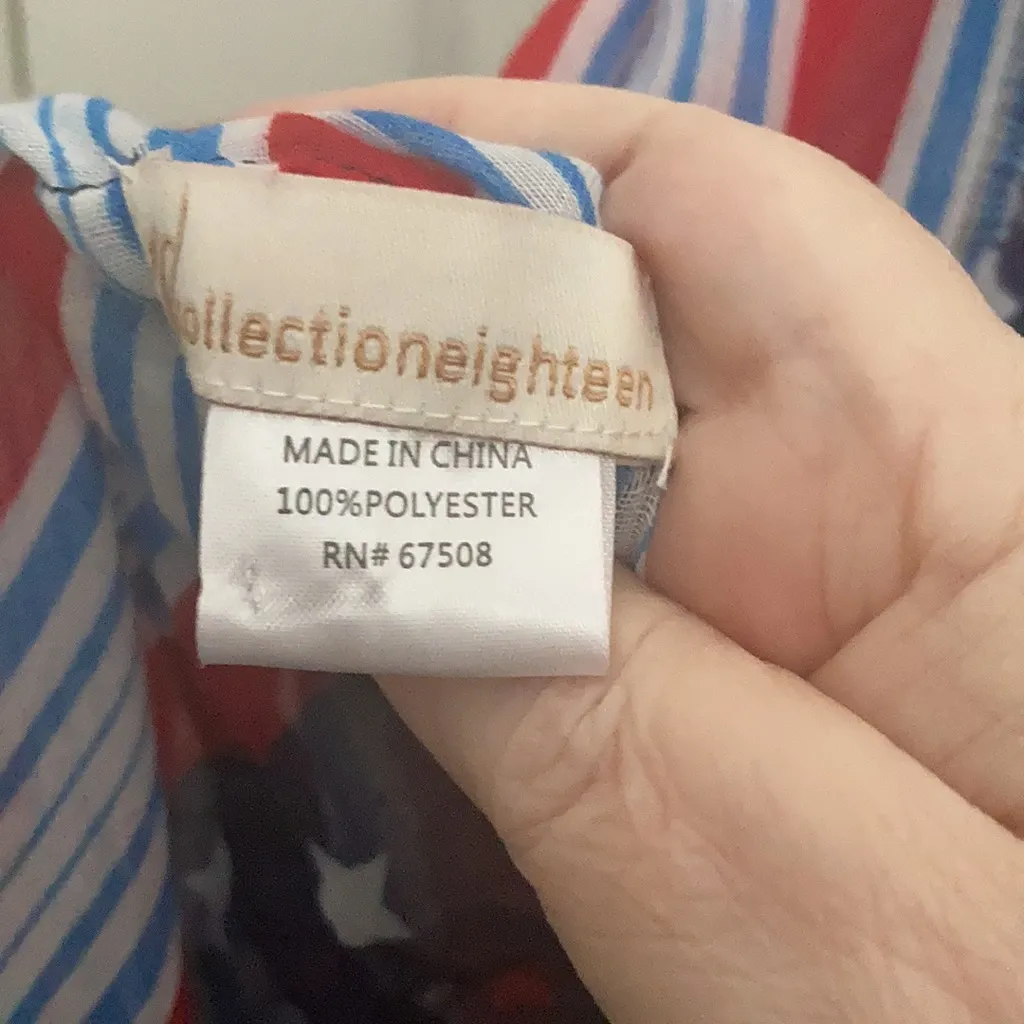 collectioneighteen
MADE IN CHINA
100%POLYESTER
RN# 67508